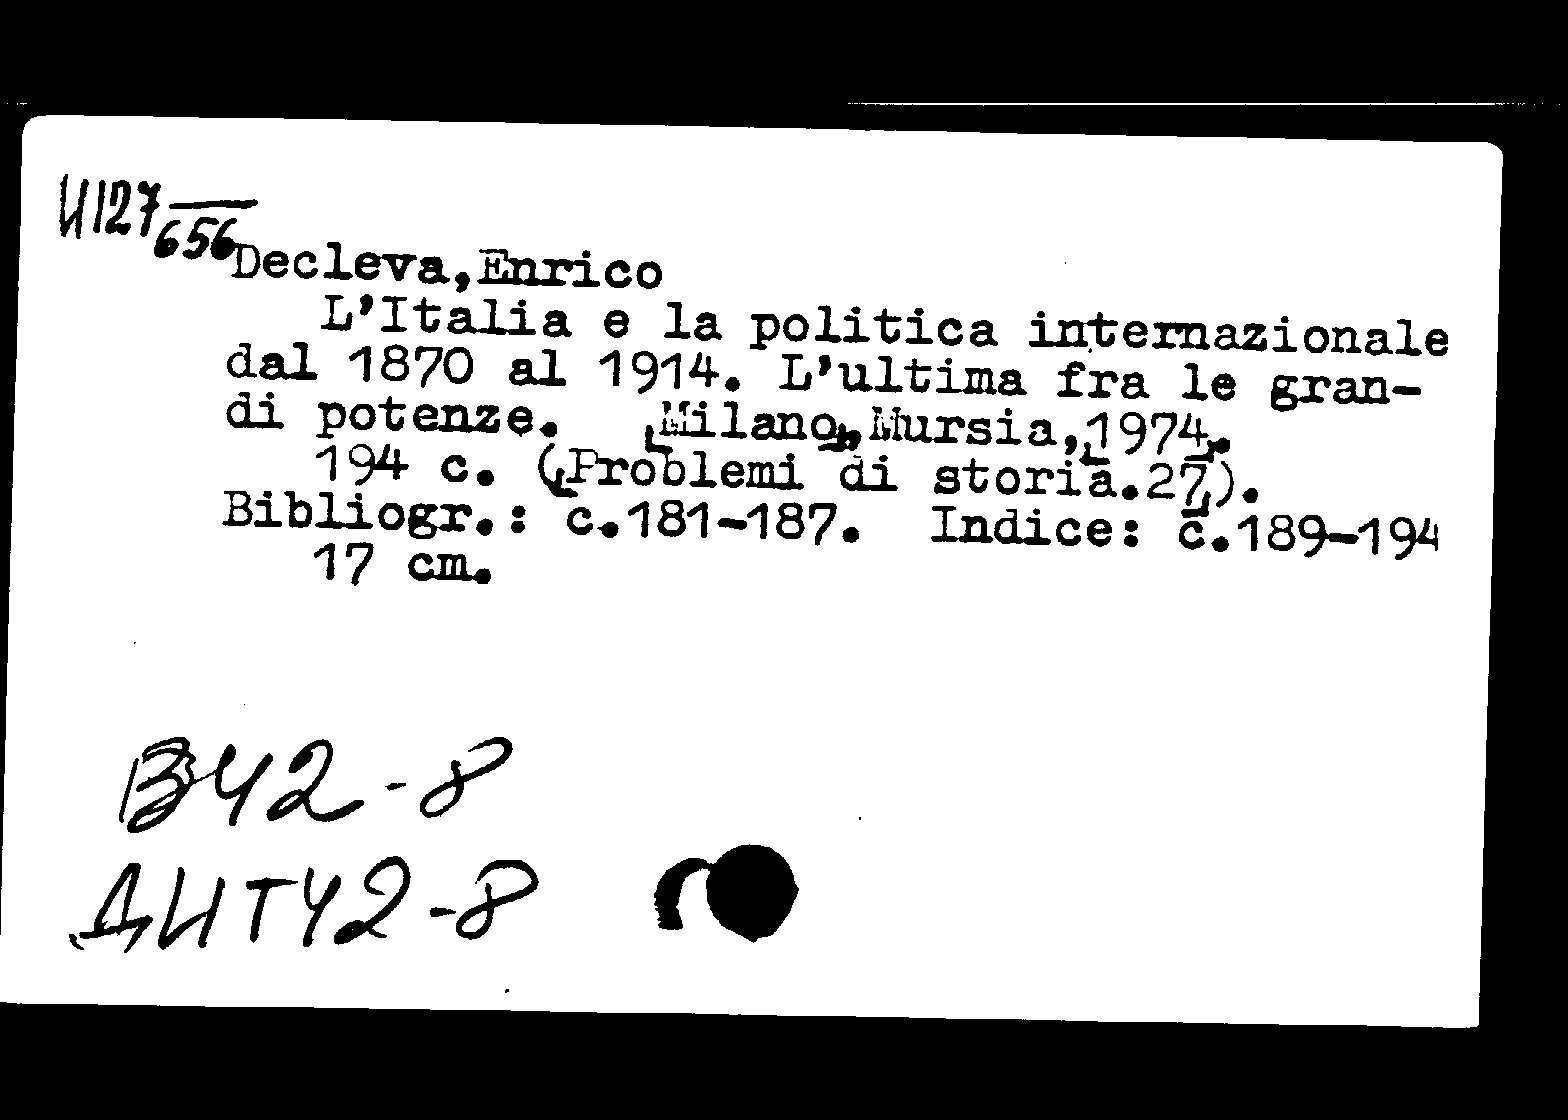 И127
656
Decleva,Enrico
L'Italia e la politica internazionale
dal 1870 al 1914. L'ultima fra le gran-
di potenze. Milano,Mursia,1974.
194 c. (Problemi di storia.27).
Bibliogr.: c.181-187. Indice: c.189-194
17 cm.
В42-8
ДИТ42-8